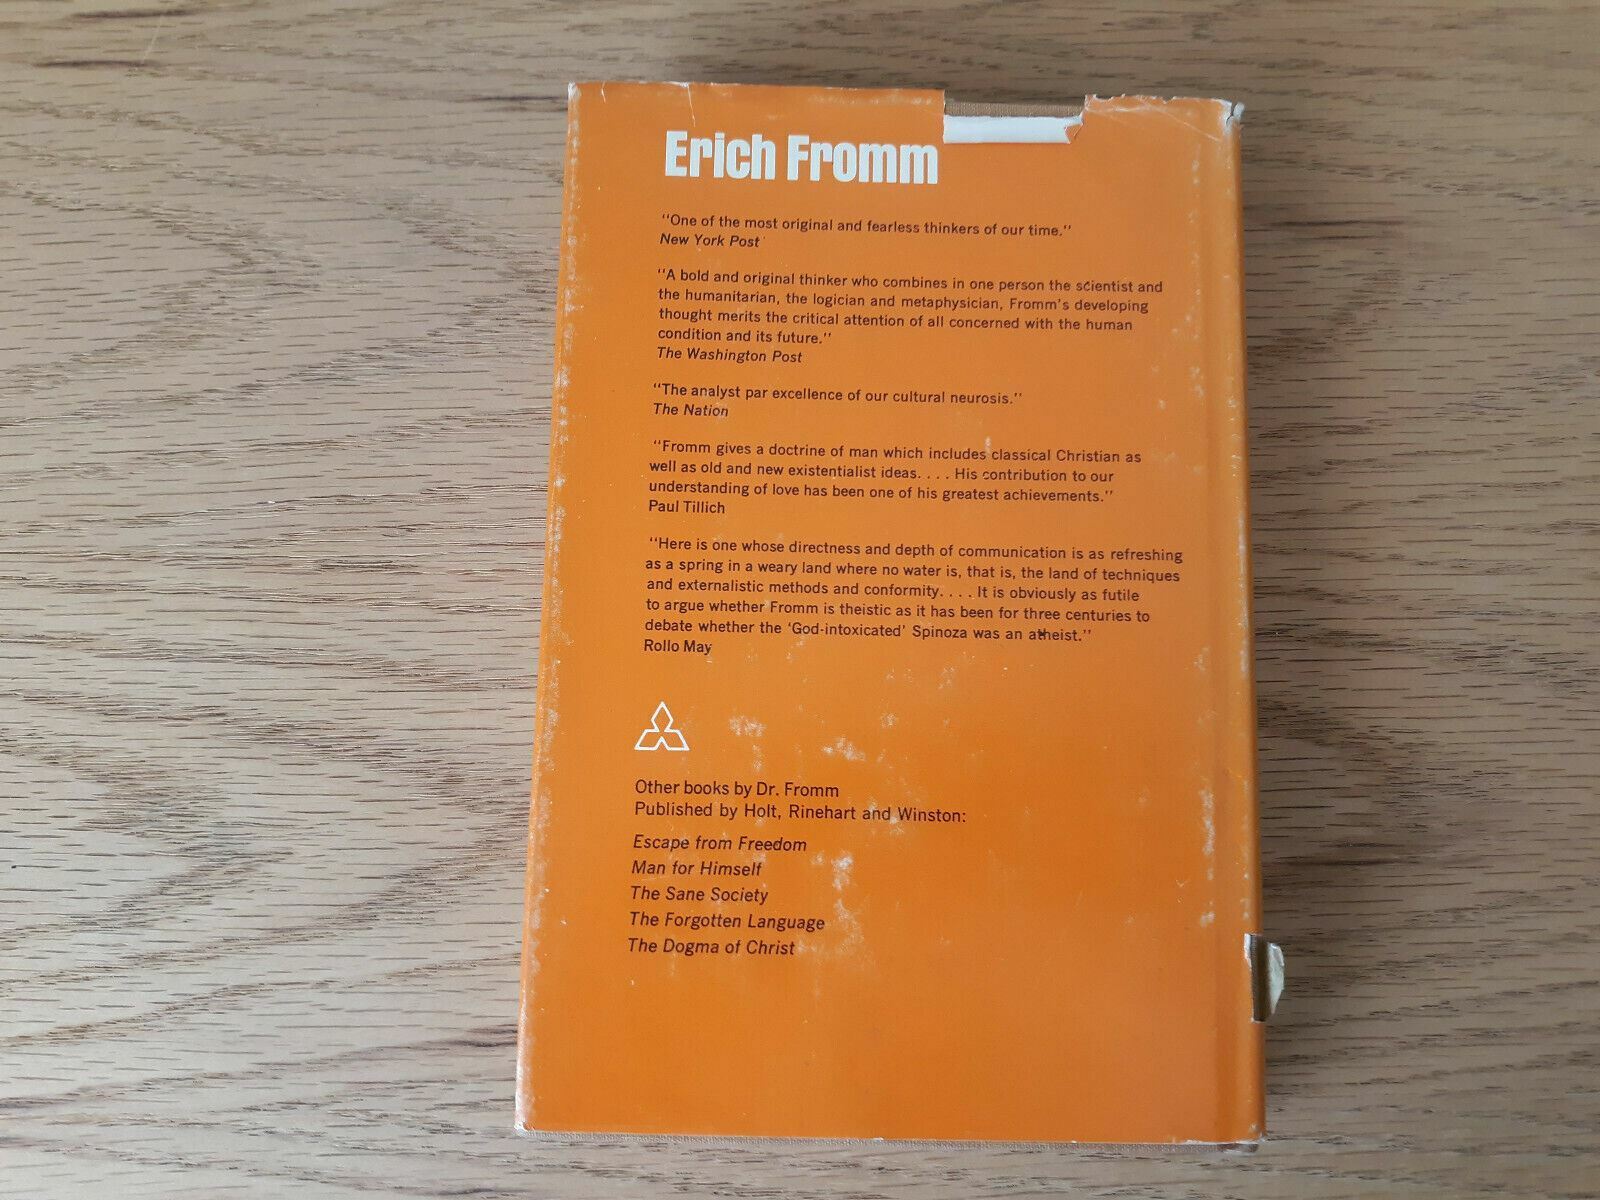 Erich Fromm
"One of the most original and fearless thinkers of our time."
New York Post
"A bold and original thinker who combines in one person the scientist and
the humanitarian, the logician and metaphysician, Fromm's developing
thought merits the critical attention of all concerned with the human
condition and its future."
The Washington Post
"The analyst par excellence of our cultural neurosis."
The Nation
"Fromm gives a doctrine of man which includes classical Christian as
well as old and new existentialist ideas. . . . His contribution to our
understanding of love has been one of his greatest achievements."
Paul Tillich
"Here is one whose directness and depth of communication is as refreshing
as a spring in a weary land where no water is, that is, the land of techniques
and externalistic methods and conformity. . . . It is obviously as futile
to argue whether Fromm is theistic as it has been for three centuries to
debate whether the 'God-intoxicated' Spinoza was an atheist."
Rollo May
Other books by Dr. Fromm
Published by Holt, Rinehart and Winston:
Escape from Freedom
Man for Himself
The Sane Society
The Forgotten Language
The Dogma of Christ